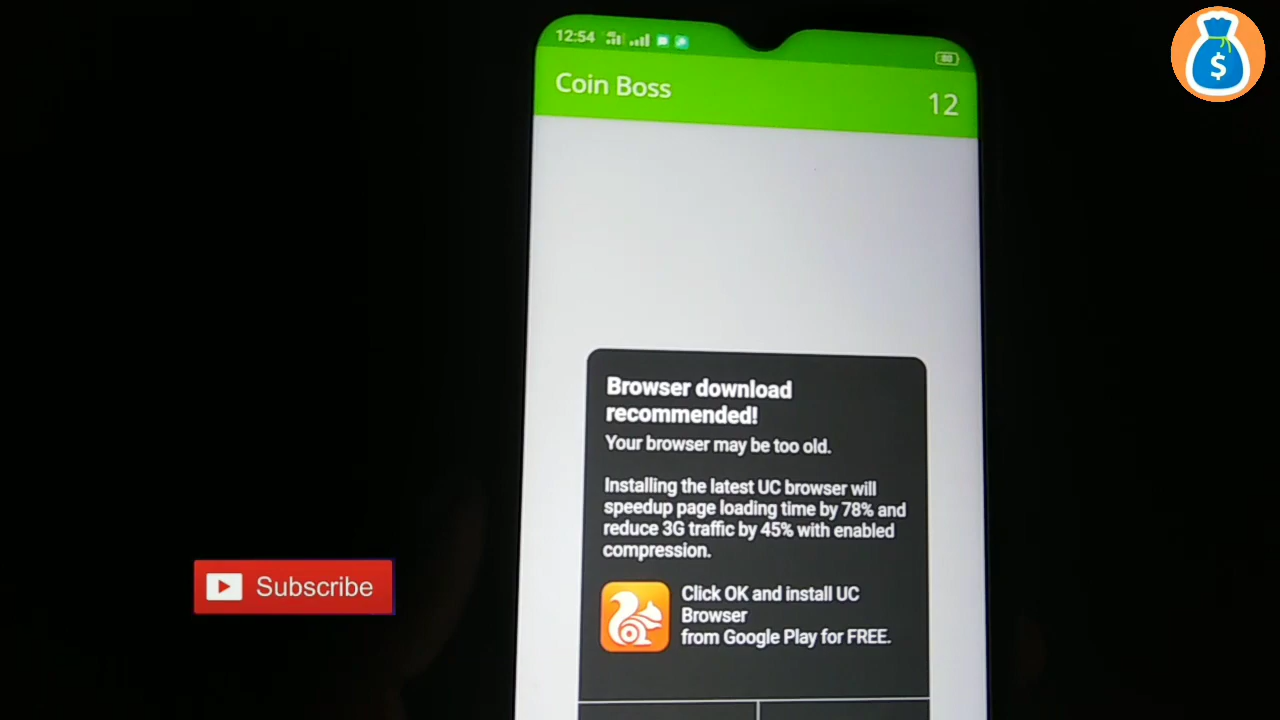 12:54
Coin Boss
12
Browser download
recommended!
Your browser may be too old.
Installing the latest UC browser will
speedup page loading time by 78% and
reduce 3G traffic by 45% with enabled
compression.
Click OK and install UC
Browser
from Google Play for FREE.
Subscribe
$